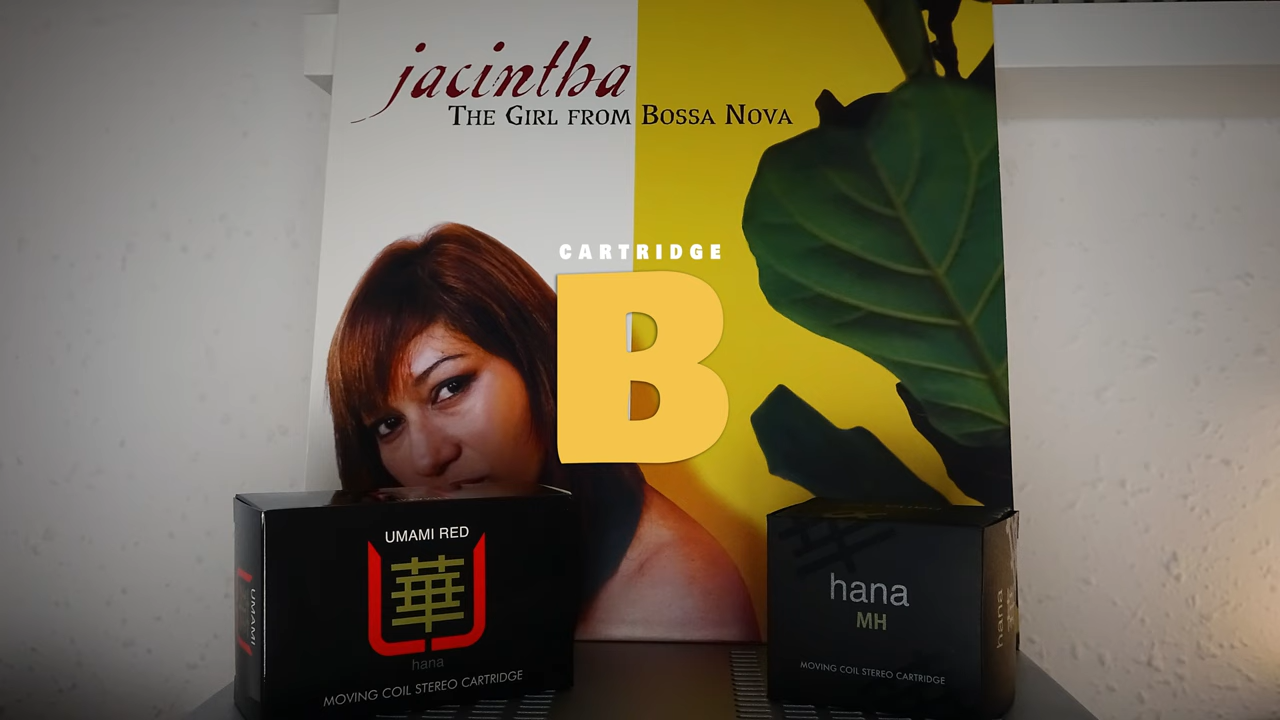 jacintha
THE GIRL FROM BOSSA NOVA
CARTRIDGE
B
UMAMI RED
華
hana
MOVING COIL STEREO CARTRIDGE
UMAMI
hana
MH
MOVING COIL STEREO CARTRIDGE
hana